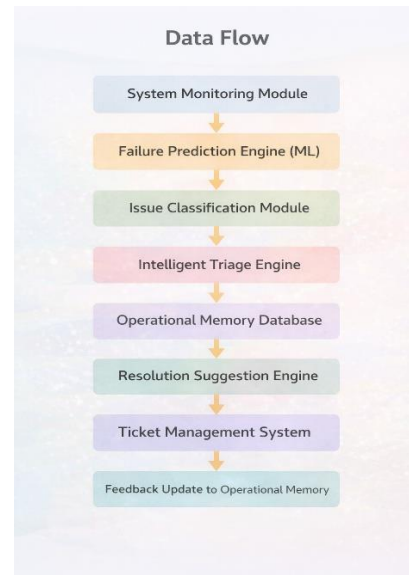 Data Flow
System Monitoring Module
Failure Prediction Engine (ML)
Issue Classification Module
Intelligent Triage Engine
Operational Memory Database
Resolution Suggestion Engine
Ticket Management System
Feedback Update to Operational Memory